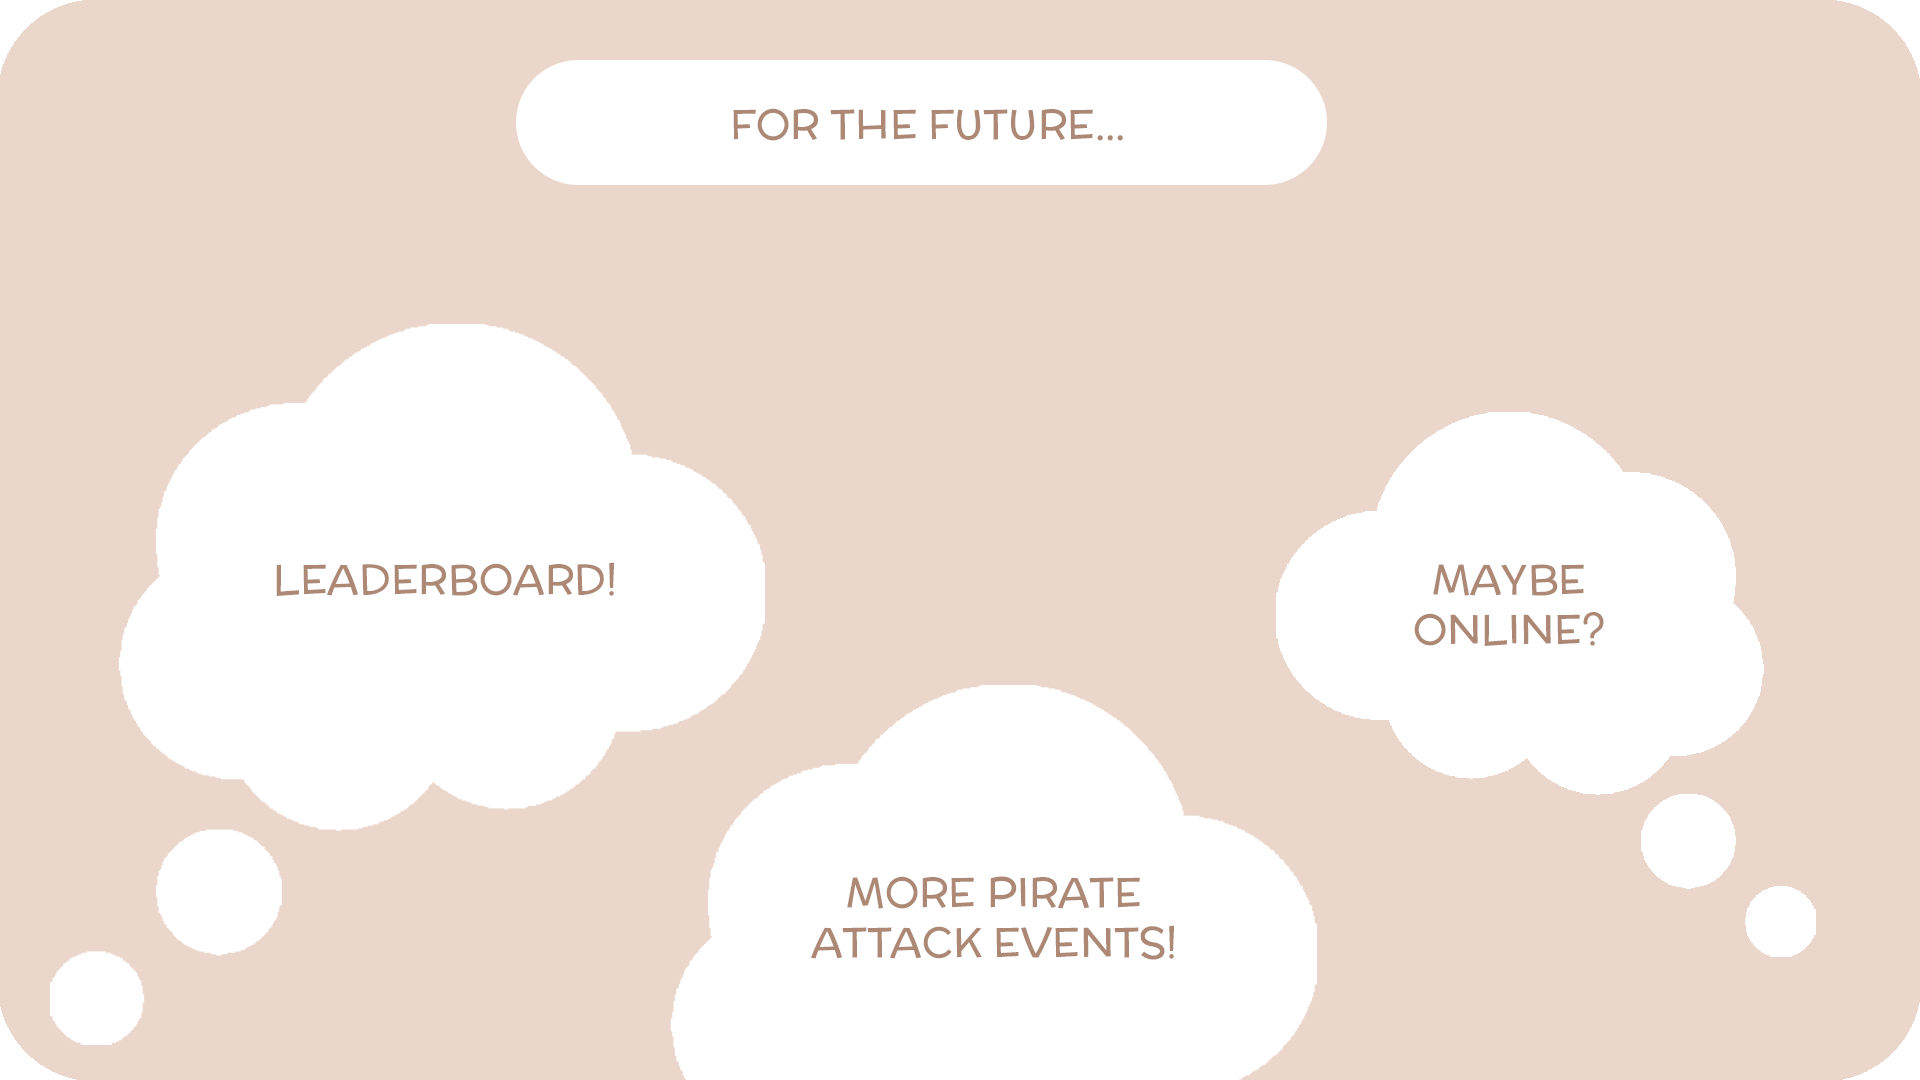 FOR THE FUTURE...
LEADERBOARD!
MAYBE
ONLINE?
MORE PIRATE
ATTACK EVENTS!